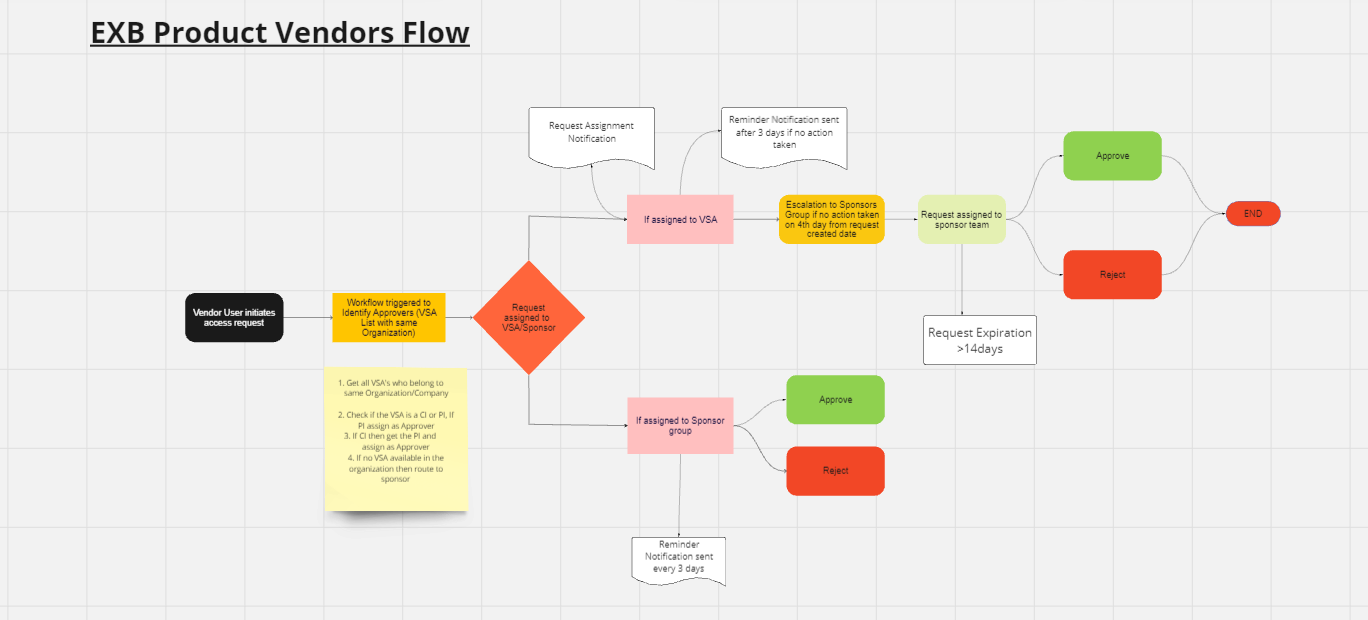 EXB Product Vendors Flow
Request Assignment
Notification
Reminder Notification sent
after 3 days if no action
taken
If assigned to VSA
Escalation to Sponsors
Group if no action taken
on 4th day from request
created date
Request assigned to
sponsor team
Approve
Reject
END
Request Expiration
>14days
Vendor User initiates
access request
Workflow triggered to
Identify Approvers (VSA
List with same
Organization)
Request
assigned to
VSA/Sponsor
1. Get all VSA's who belong to
same Organization/Company
2. Check if the VSA is a CI or PI, If
PI assign as Approver
3. If CI then get the PI and
assign as Approver
4. If no VSA available in the
organization then route to
sponsor
If assigned to Sponsor
group
Approve
Reject
Reminder
Notification sent
every 3 days